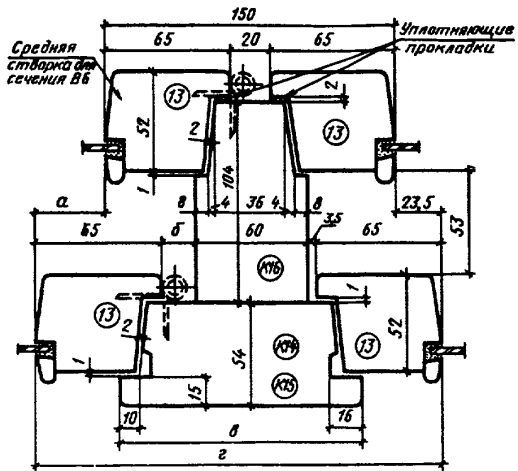 150
65
20
65
Уплотняющие
прокладки
Средняя
створка для
сечения В6
13
13
2
52
2
1
104
а
8
4
36
4
8
23,5
65
б
60
3,5
65
53
К16
13
13
1
2
52
54
К14
К15
1
15
10
16
в
г